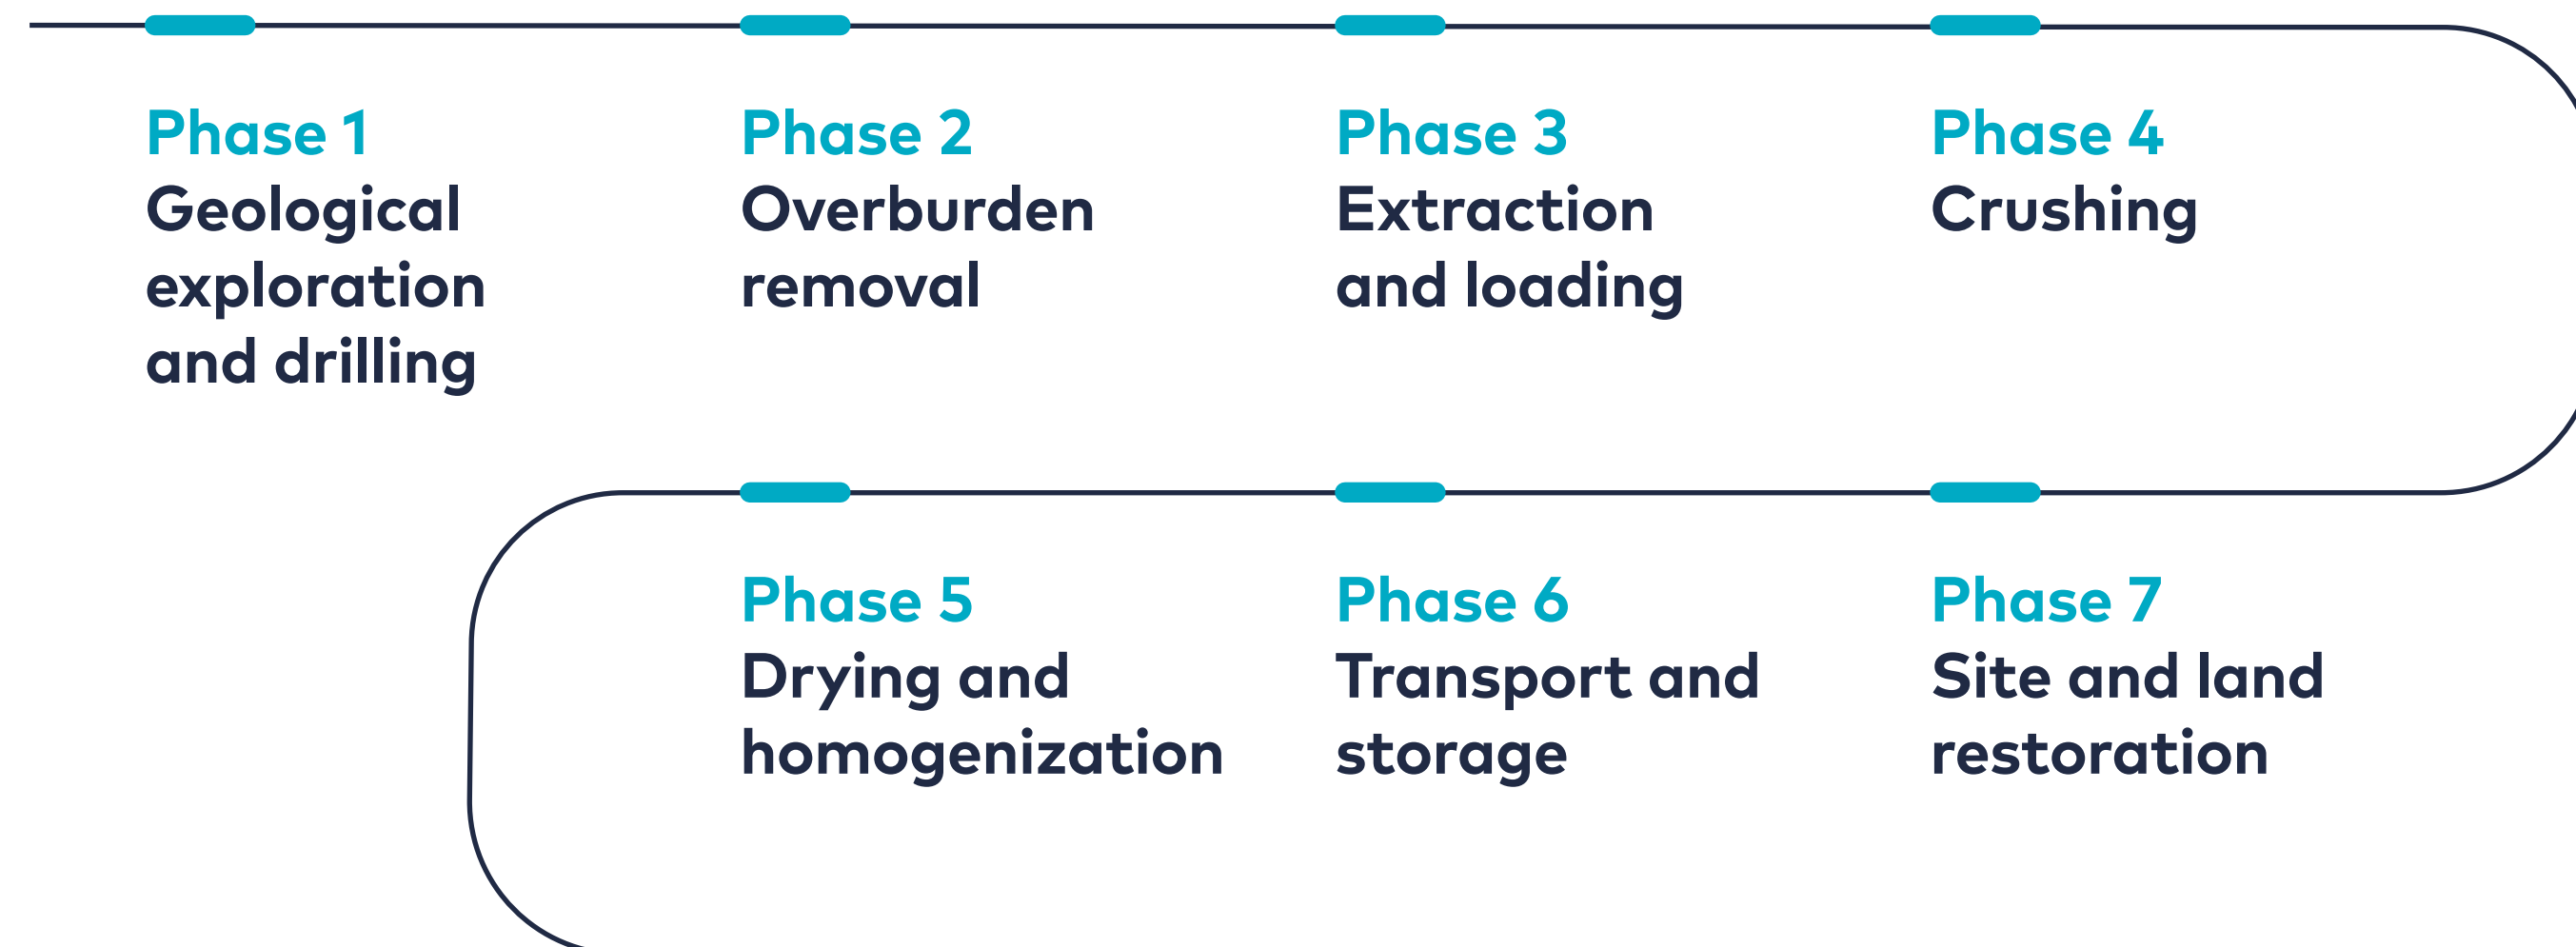 Phase 1
Geological
exploration
and drilling
Phase 2
Overburden
removal
Phase 3
Extraction
and loading
Phase 4
Crushing
Phase 5
Drying and
homogenization
Phase 6
Transport and
storage
Phase 7
Site and land
restoration